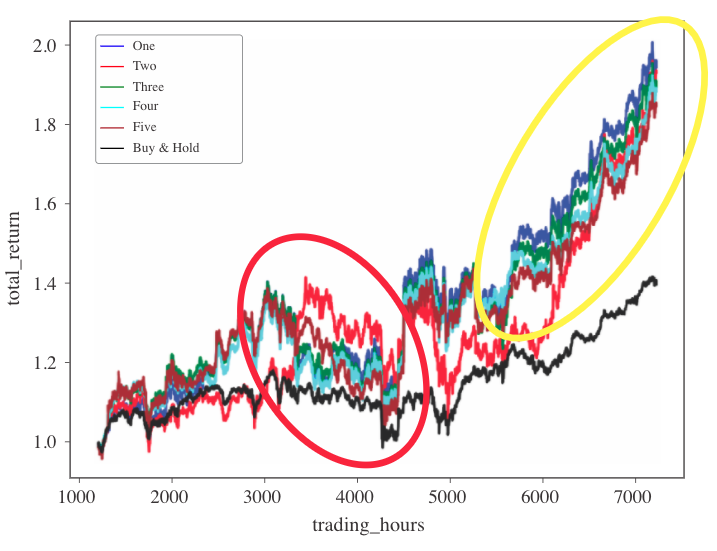 2.0
1.8
1.6
1.4
1.2
1.0
total_return
One
Two
Three
Four
Five
Buy & Hold
1000 2000 3000 4000 5000 6000 7000
trading_hours